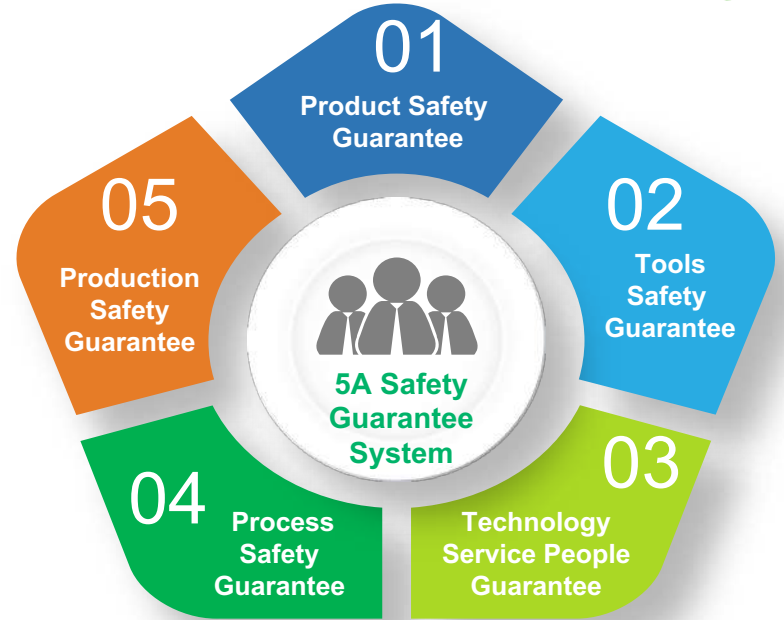 01
Product Safety
Guarantee
02
Tools
Safety
Guarantee
03
Technology
Service People
Guarantee
04
Process
Safety
Guarantee
05
Production
Safety
Guarantee
5A Safety
Guarantee
System